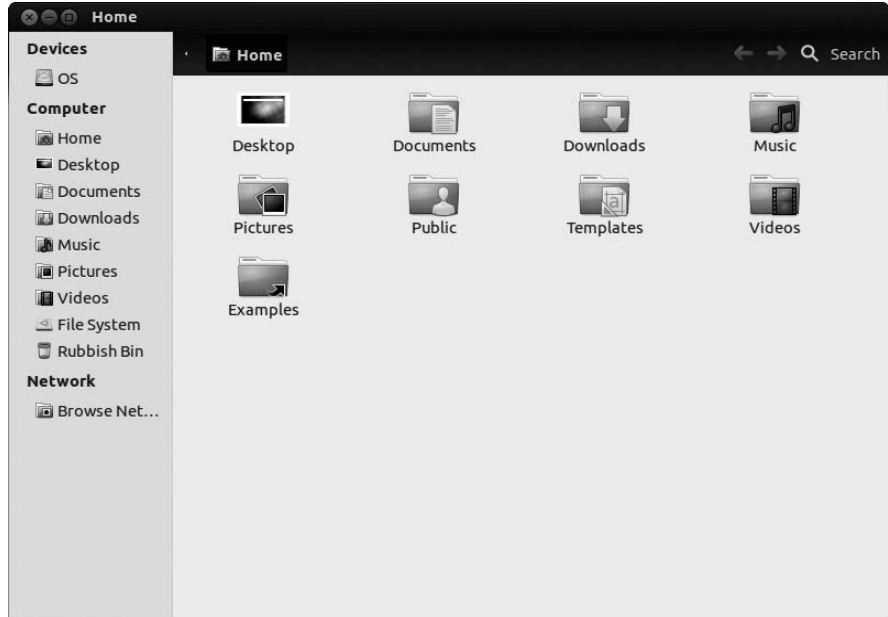 Home
Devices
OS
Computer
Home
Desktop
Documents
Downloads
Music
Pictures
Videos
File System
Rubbish Bin
Network
Browse Net...
Home
Search
Desktop
Documents
Downloads
Music
Pictures
Public
Templates
Videos
Examples